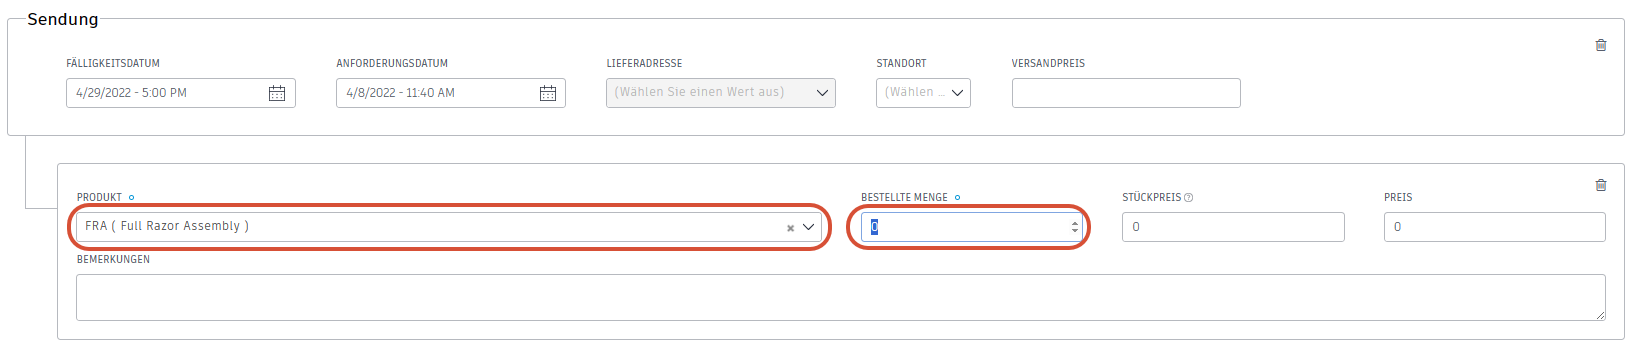 Sendung
FÄLLIGKEITSDATUM ANFORDERUNGSDATUM LIEFERADRESSE STANDORT VERSANDPREIS
4/29/2022 - 5:00 PM 4/8/2022 - 11:40 AM (Wählen Sie einen Wert aus) (Wählen ...
PRODUKT BESTELLTE MENGE STÜCKPREIS PREIS
FRA ( Full Razor Assembly ) 0 0 0
BEMERKUNGEN